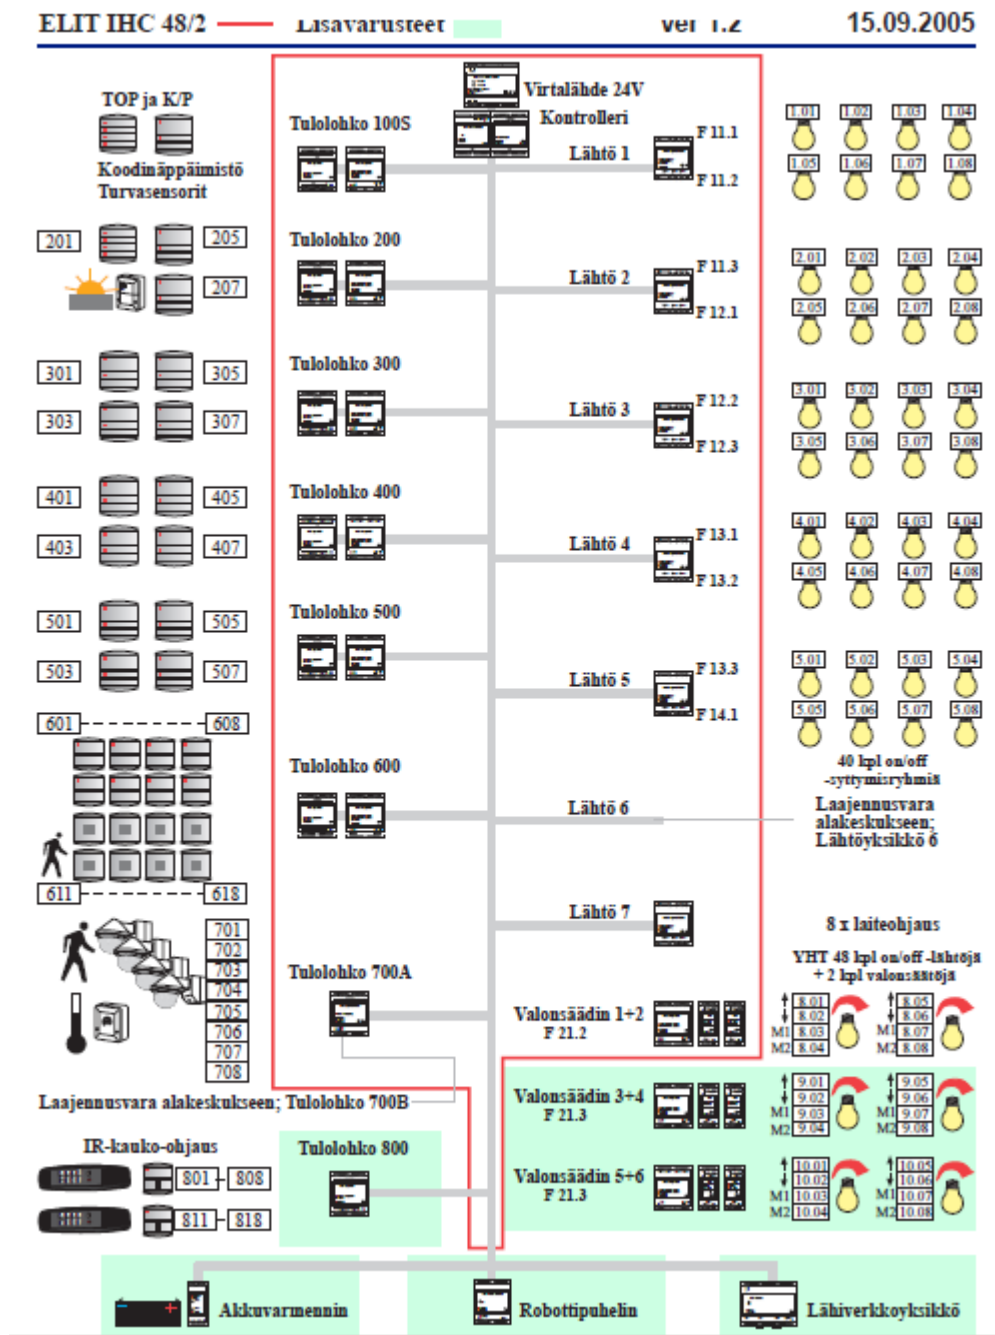 ELIT IHC 48/2 Lisävarusteet ver 1.2 15.09.2005
TOP ja K/P
Koodinäppäimistö
Turvasensorit
201 205
207
301 305
303 307
401 405
403 407
501 505
503 507
601 608
611 618
701
702
703
704
705
706
707
708
Laajennusvara alakeskukseen; Tulolohko 700B
IR-kauko-ohjaus
801 808
811 818
Virtalähde 24V
Kontrolleri
Tulolohko 100S
Tulolohko 200
Tulolohko 300
Tulolohko 400
Tulolohko 500
Tulolohko 600
Tulolohko 700A
Tulolohko 800
Lähtö 1
F 11.1
F 11.2
Lähtö 2
F 11.3
F 12.1
Lähtö 3
F 12.2
F 12.3
Lähtö 4
F 13.1
F 13.2
Lähtö 5
F 13.3
F 14.1
Lähtö 6
Lähtö 7
Valonsäädin 1+2
F 21.2
Valonsäädin 3+4
F 21.3
Valonsäädin 5+6
F 21.3
1.01 1.02 1.03 1.04
1.05 1.06 1.07 1.08
2.01 2.02 2.03 2.04
2.05 2.06 2.07 2.08
3.01 3.02 3.03 3.04
3.05 3.06 3.07 3.08
4.01 4.02 4.03 4.04
4.05 4.06 4.07 4.08
5.01 5.02 5.03 5.04
5.05 5.06 5.07 5.08
40 kpl on/off
-syttymisryhmiä
Laajennusvara
alakeskukseen;
Lähtöyksikkö 6
8 x laiteohjaus
YHT 48 kpl on/off -lähtöjä
+ 2 kpl valonsäätöjä
8.01 8.05
8.02 8.06
M1 8.03 M1 8.07
M2 8.04 M2 8.08
9.01 9.05
9.02 9.06
M1 9.03 M1 9.07
M2 9.04 M2 9.08
10.01 10.05
10.02 10.06
M1 10.03 M1 10.07
M2 10.04 M2 10.08
Akkuvarmennin
Robottipuhelin
Lähiverkkoyksikkö